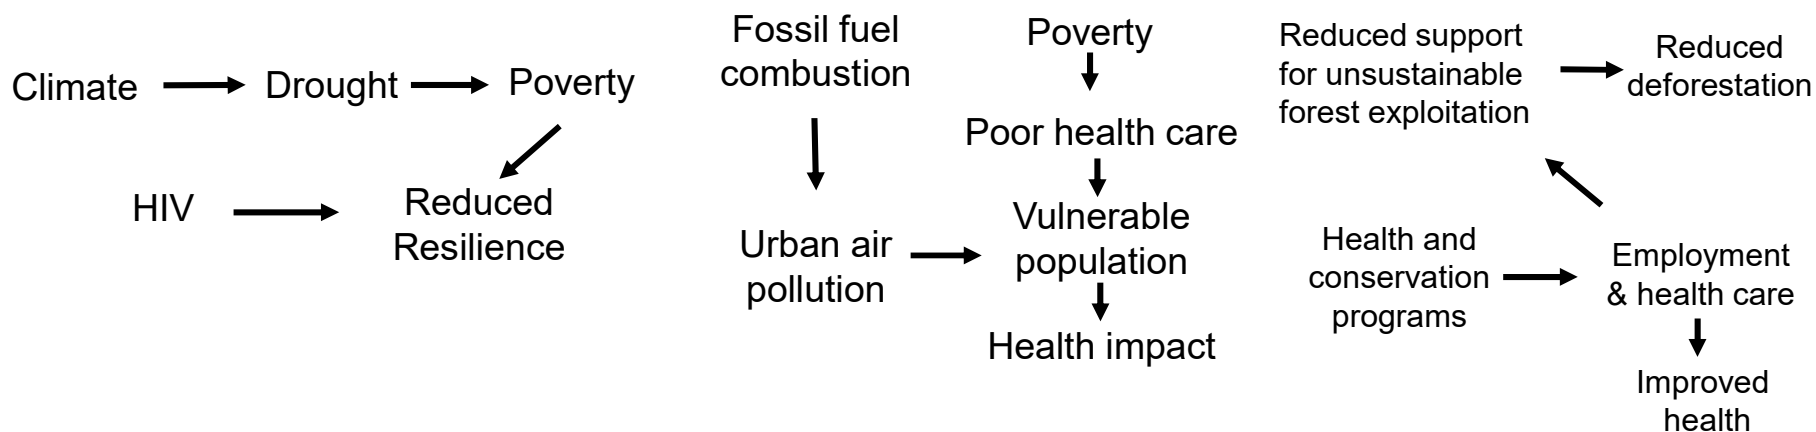 Climate
Drought
Poverty
HIV
Reduced
Resilience
Fossil fuel
combustion
Urban air
pollution
Poverty
Poor health care
Vulnerable
population
Health impact
Reduced support
for unsustainable
forest exploitation
Reduced
deforestation
Health and
conservation
programs
Employment
& health care
Improved
health